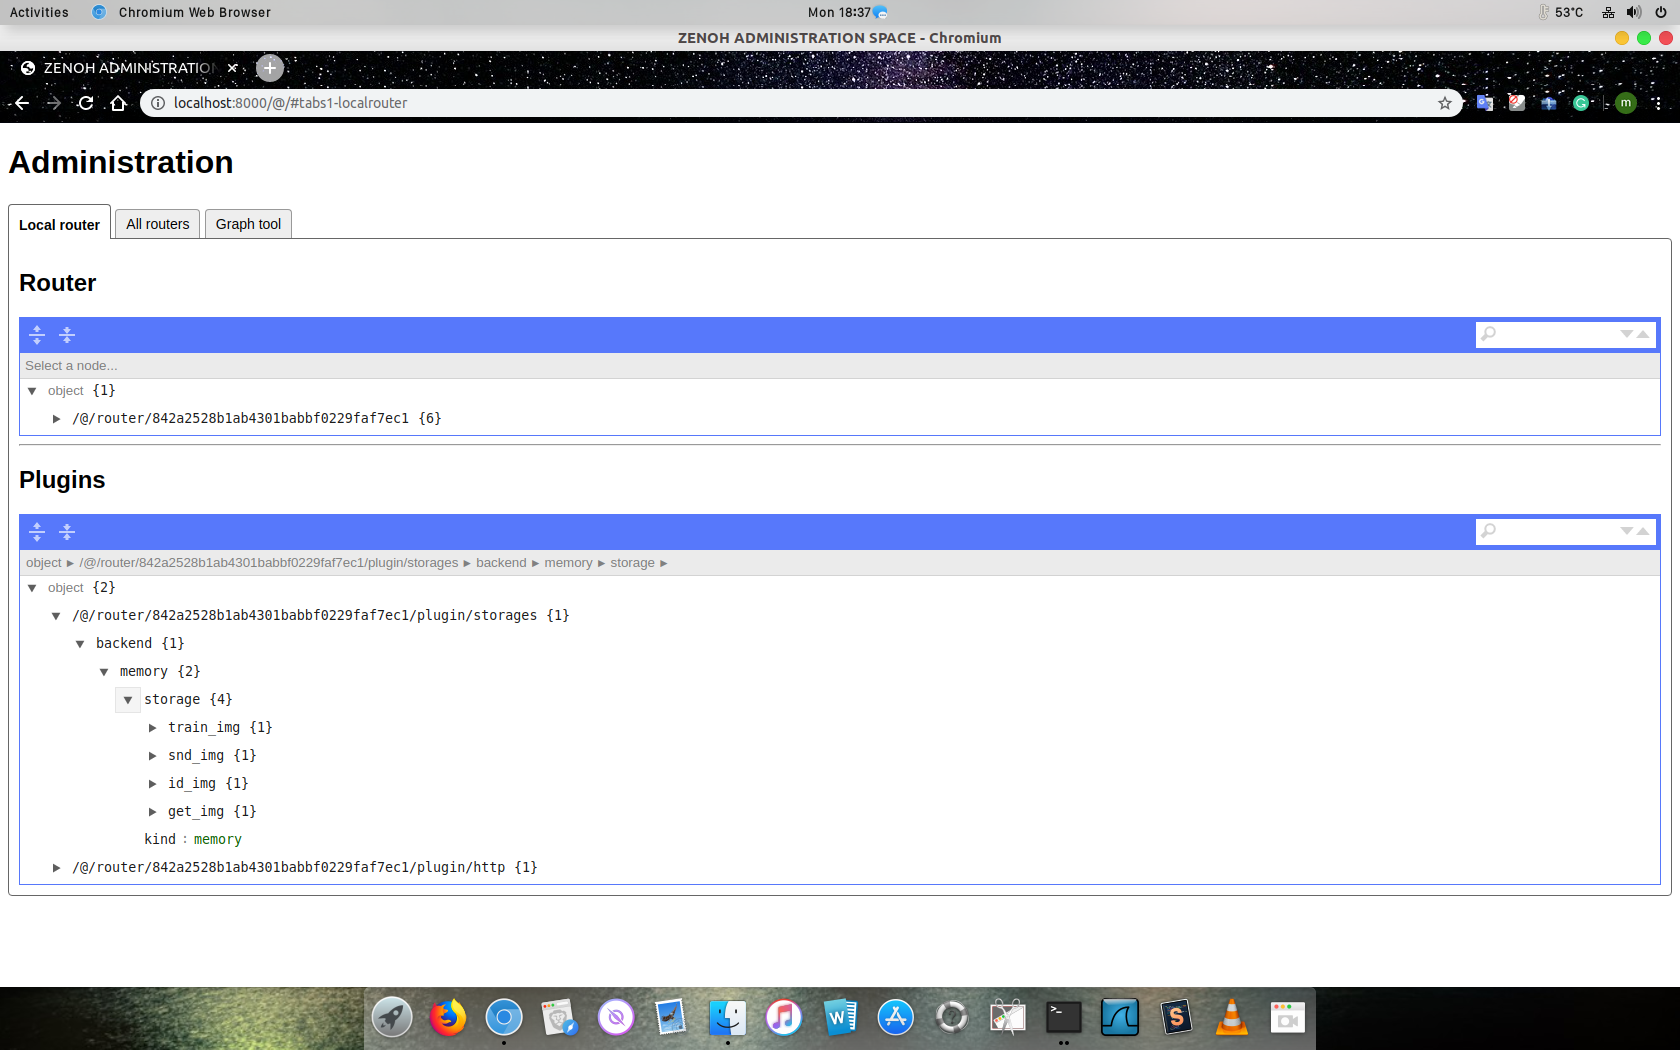 Activities Chromium Web Browser Mon 18:37 53°C
ZENOH ADMINISTRATION SPACE - Chromium
ZENOH ADMINISTRATION
localhost:8000/@/#tabs1-localrouter m
Administration
Local router All routers Graph tool
Router
Select a node...
object {1}
/@/router/842a2528b1ab4301babbf0229faf7ec1 {6}
Plugins
object ► /@/router/842a2528b1ab4301babbf0229faf7ec1/plugin/storages ► backend ► memory ► storage ►
object {2}
/@/router/842a2528b1ab4301babbf0229faf7ec1/plugin/storages {1}
backend {1}
memory {2}
storage {4}
train_img {1}
snd_img {1}
id_img {1}
get_img {1}
kind : memory
/@/router/842a2528b1ab4301babbf0229faf7ec1/plugin/http {1}
W >_ S